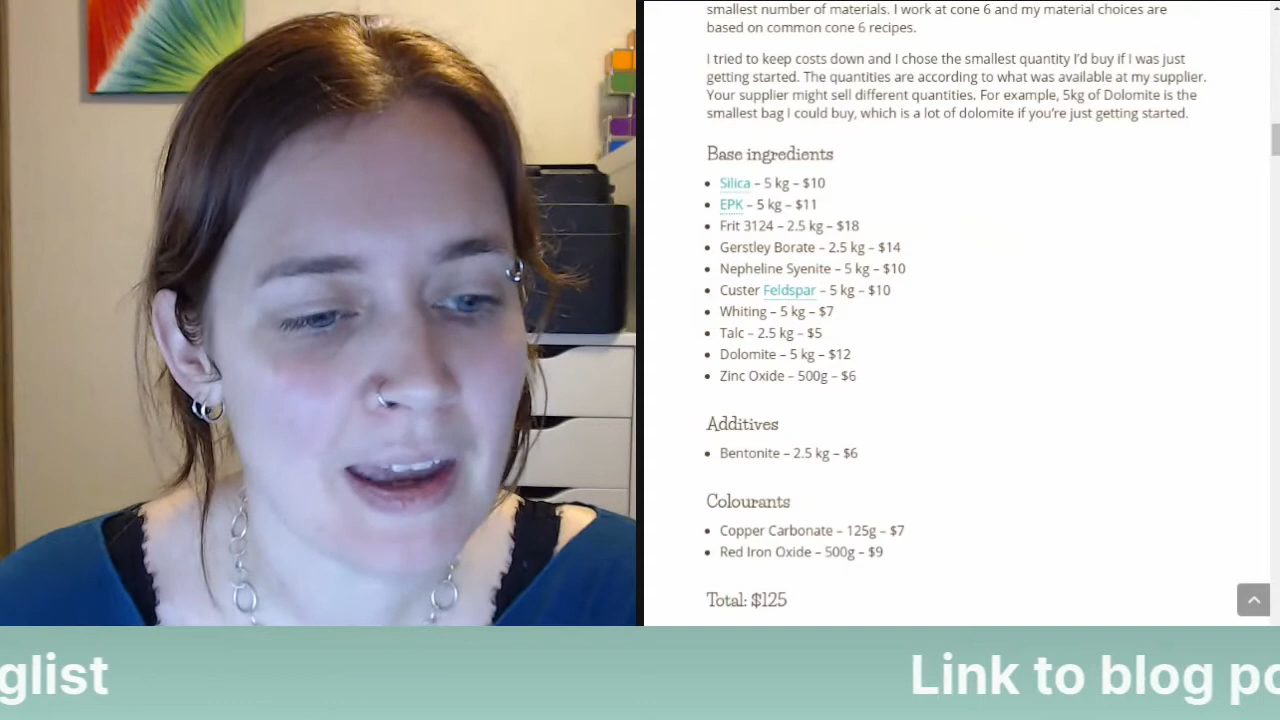 smallest number of materials. I work at cone 6 and my material choices are
based on common cone 6 recipes.
I tried to keep costs down and I chose the smallest quantity I'd buy if I was just
getting started. The quantities are according to what was available at my supplier.
Your supplier might sell different quantities. For example, 5kg of Dolomite is the
smallest bag I could buy, which is a lot of dolomite if you're just getting started.
Base ingredients
• Silica – 5 kg – $10
• EPK – 5 kg – $11
• Frit 3124 – 2.5 kg – $18
• Gerstley Borate – 2.5 kg – $14
• Nepheline Syenite – 5 kg – $10
• Custer Feldspar – 5 kg – $10
• Whiting – 5 kg – $7
• Talc – 2.5 kg – $5
• Dolomite – 5 kg – $12
• Zinc Oxide – 500g – $6
Additives
• Bentonite – 2.5 kg – $6
Colourants
• Copper Carbonate – 125g – $7
• Red Iron Oxide – 500g – $9
Total: $125
glist
Link to blog po